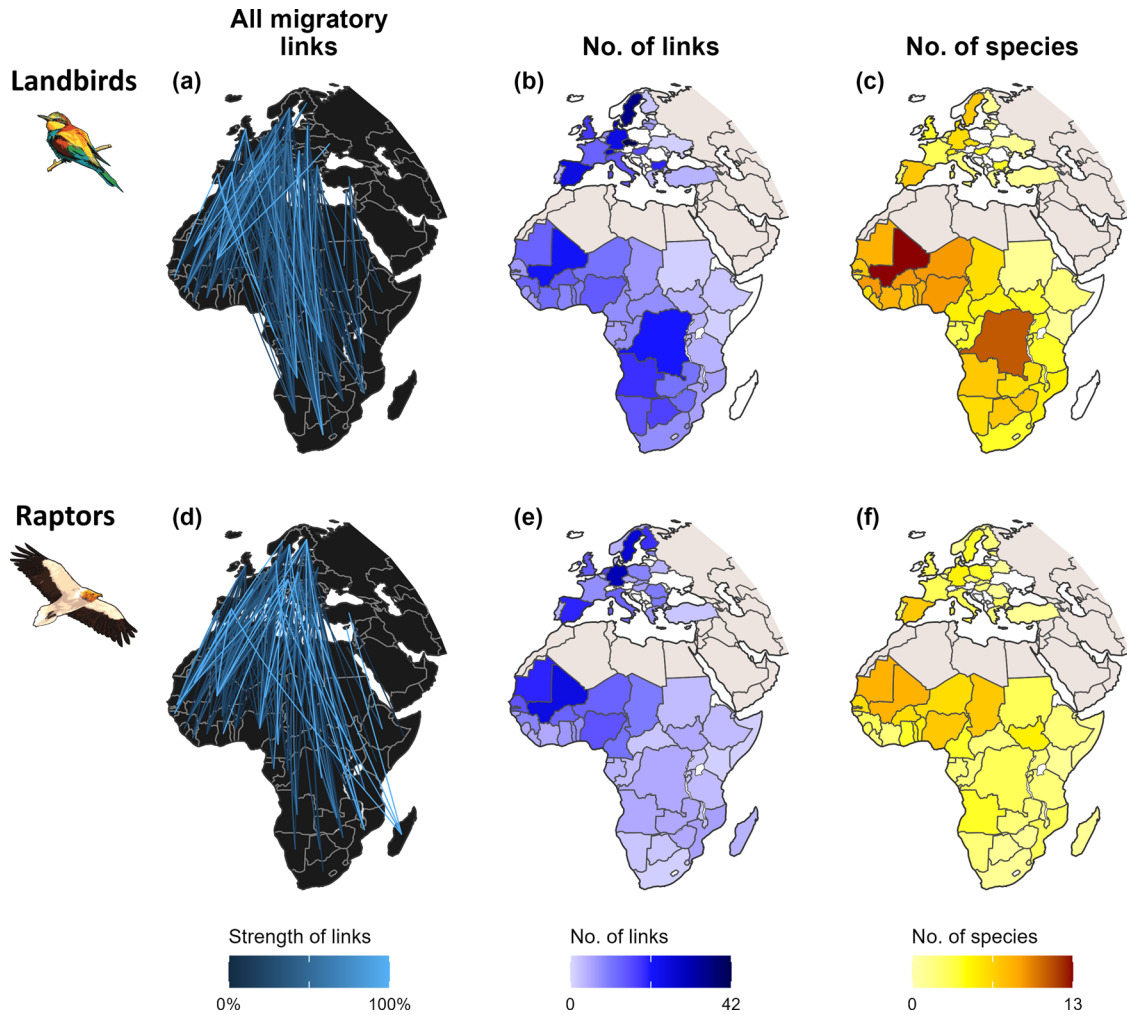 All migratory
links
No. of links
No. of species
Landbirds
(a)
(b)
(c)
Raptors
(d)
(e)
(f)
Strength of links
No. of links
No. of species
0%
100%
0
42
0
13